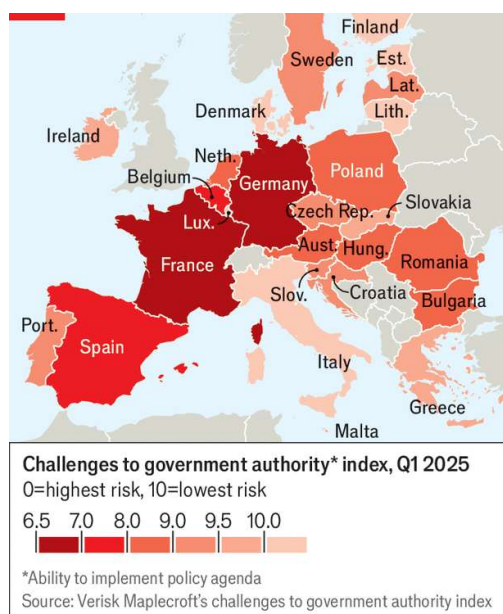 Finland
Sweden
Est.
Lat.
Lith.
Denmark
Ireland
Neth.
Belgium
Germany
Poland
Lux.
Czech Rep.
Slovakia
France
Aust.
Hung.
Romania
Slov.
Croatia
Bulgaria
Port.
Spain
Italy
Greece
Malta
Challenges to government authority* index, Q1 2025
0=highest risk, 10=lowest risk
6.5 7.0 8.0 9.0 9.5 10.0
*Ability to implement policy agenda
Source: Verisk Maplecroft's challenges to government authority index